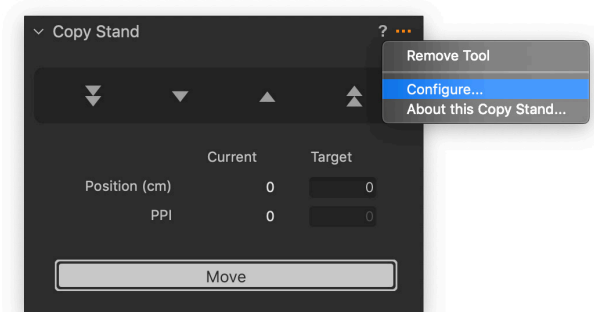 Copy Stand ?
Remove Tool
Configure...
About this Copy Stand...
Current Target
Position (cm) 0 0
PPI 0 0
Move